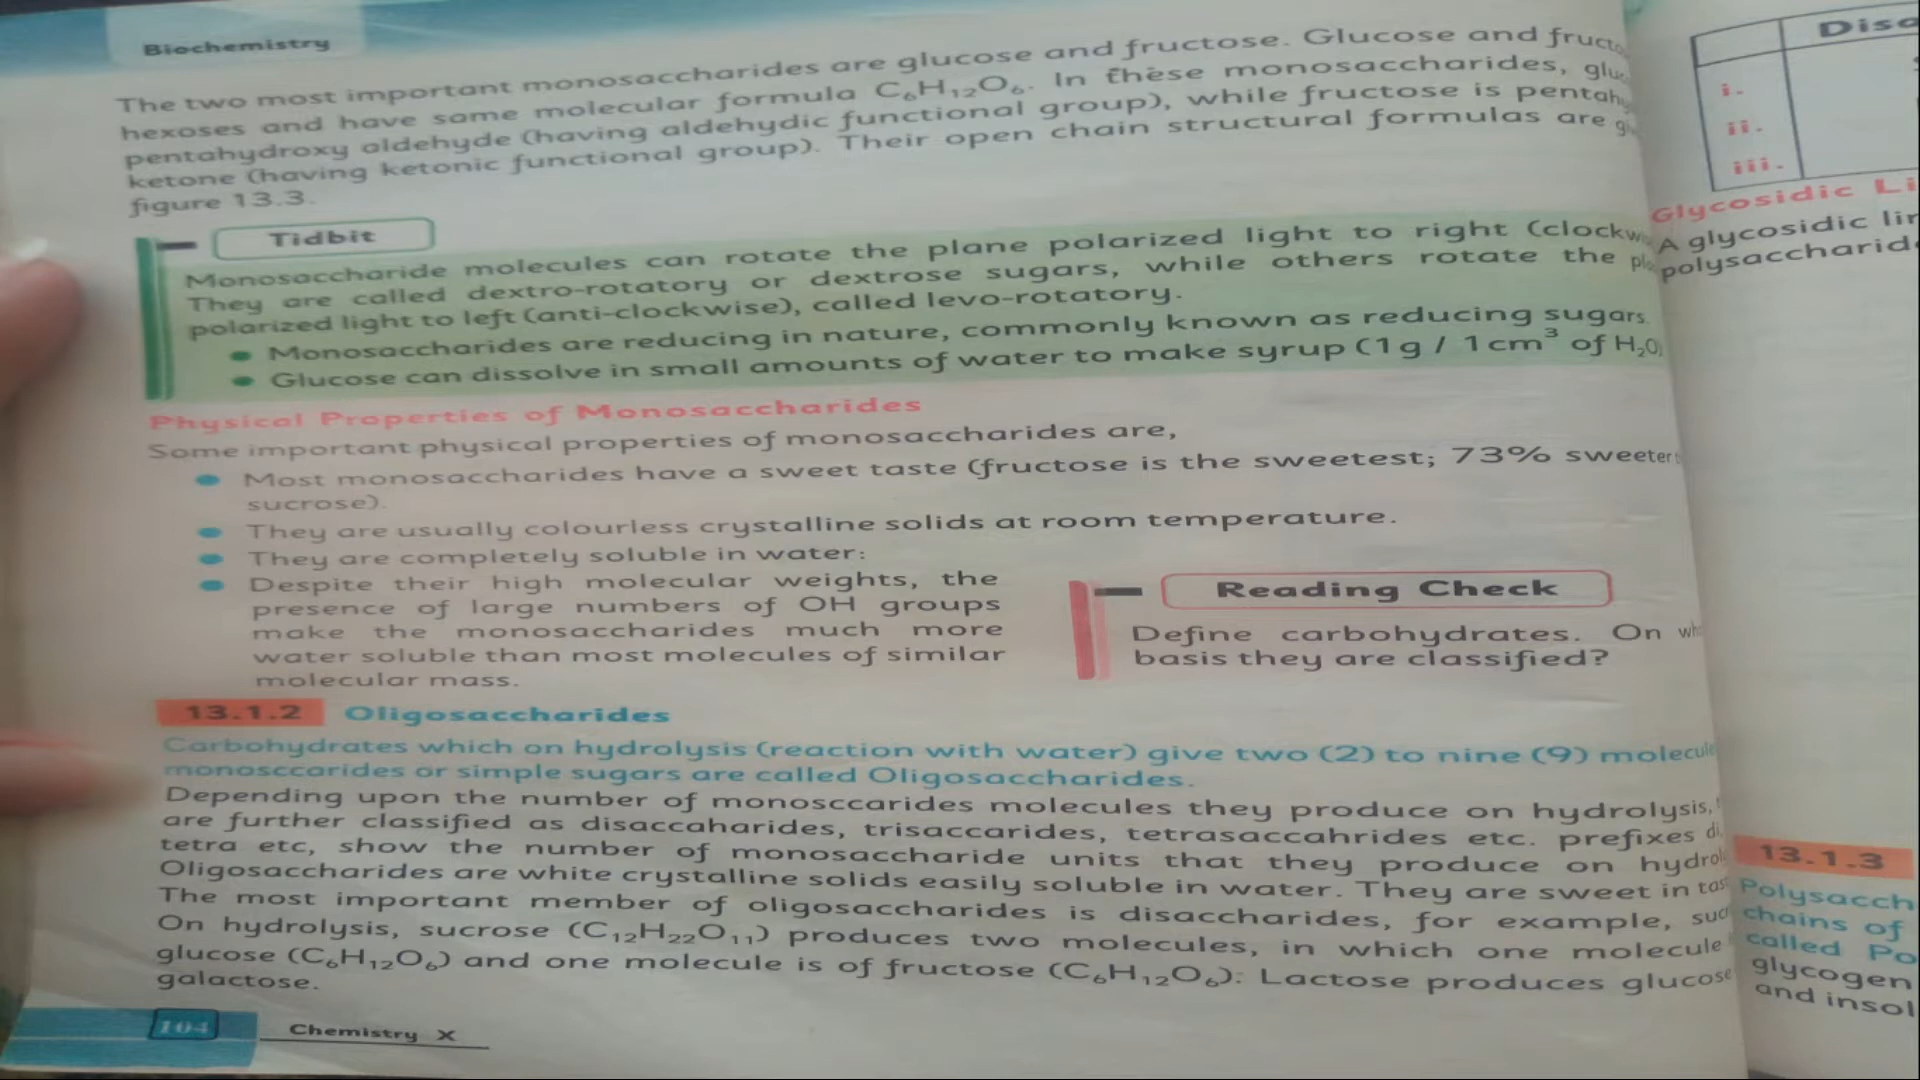 Biochemistry
The two most important monosaccharides are glucose and fructose. Glucose and
hexoses and have same molecular formula C₆H₁₂O₆. In these monosaccharides,
pentahydroxy aldehyde (having aldehydic functional group), while fructose is
ketone (having ketonic functional group). Their open chain structural formulas are
figure 13.3.
Tidbit
Monosaccharide molecules can rotate the plane polarized light to right
They are called dextro-rotatory or dextrose sugars, while others rotate the
polarized light to left (anti-clockwise), called levo-rotatory.
• Monosaccharides are reducing in nature, commonly known as reducing sugars.
• Glucose can dissolve in small amounts of water to make syrup (1g / 1cm³ of H₂O)
Physical Properties of Monosaccharides
Some important physical properties of monosaccharides are,
• Most monosaccharides have a sweet taste (fructose is the sweetest; 73% sweeter
sucrose).
• They are usually colourless crystalline solids at room temperature.
• They are completely soluble in water:
• Despite their high molecular weights, the
presence of large numbers of OH groups
make the monosaccharides much more
water soluble than most molecules of similar
molecular mass.
Reading Check
Define carbohydrates. On
basis they are classified?
13.1.2 Oligosaccharides
Carbohydrates which on hydrolysis (reaction with water) give two (2) to nine (9)
monosccarides or simple sugars are called Oligosaccharides.
Depending upon the number of monosccarides molecules they produce on hydrolysis,
are further classified as disaccaharides, trisaccarides, tetrasaccahrides etc. prefixes
tetra etc, show the number of monosaccharide units that they produce on
Oligosaccharides are white crystalline solids easily soluble in water. They are sweet in
The most important member of oligosaccharides is disaccharides, for example,
On hydrolysis, sucrose (C₁₂H₂₂O₁₁) produces two molecules, in which one molecule
glucose (C₆H₁₂O₆) and one molecule is of fructose (C₆H₁₂O₆): Lactose produces glucose
galactose.
104 Chemistry X
i.
ii.
iii.
Glycosidic
A glycosidic
13.1.3
chains of
called
glycogen
and